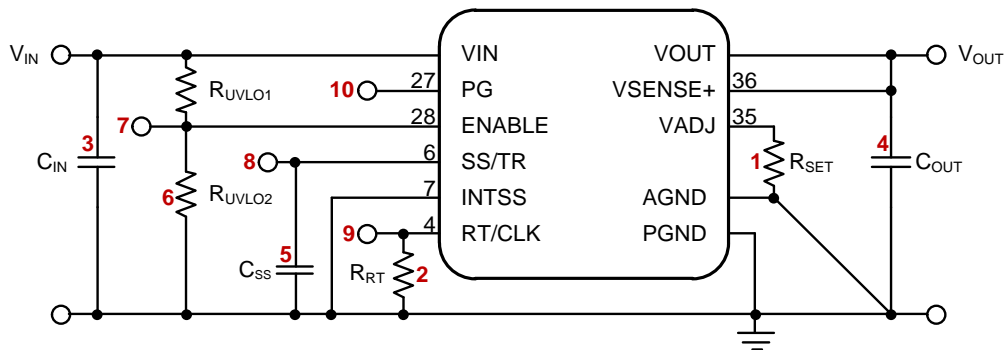 V_IN VIN VOUT V_OUT
R_UVLO1 10 27 PG VSENSE+ 36
7 28 ENABLE VADJ 35
3 C_IN 8 6 SS/TR 1 R_SET 4 C_OUT
6 R_UVLO2 7 INTSS AGND
9 4 RT/CLK PGND
5 C_SS R_RT 2